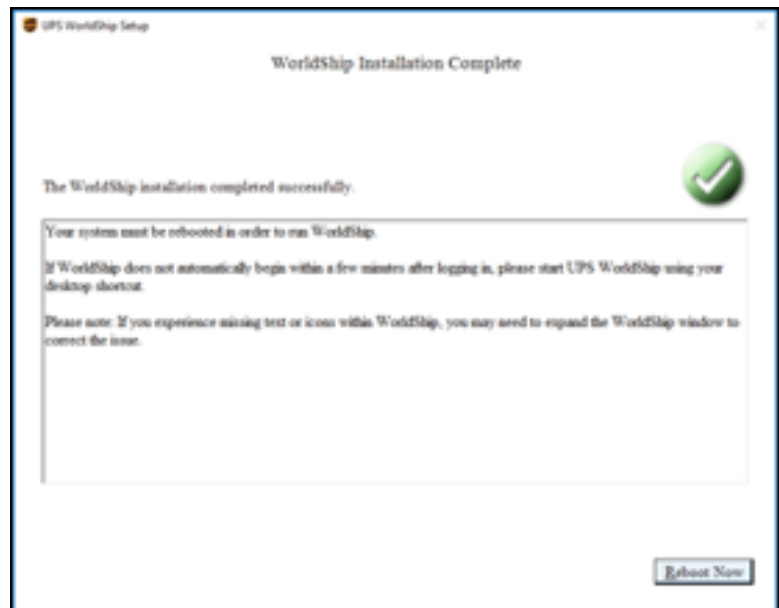 UPS WorldShip Setup
WorldShip Installation Complete
The WorldShip installation completed successfully.
Your system must be rebooted in order to run WorldShip.
If WorldShip does not automatically begin within a few minutes after logging in, please start UPS WorldShip using your
desktop shortcut.
Please note: If you experience missing text or icons within WorldShip, you may need to expand the WorldShip window to
correct the issue.
Reboot Now